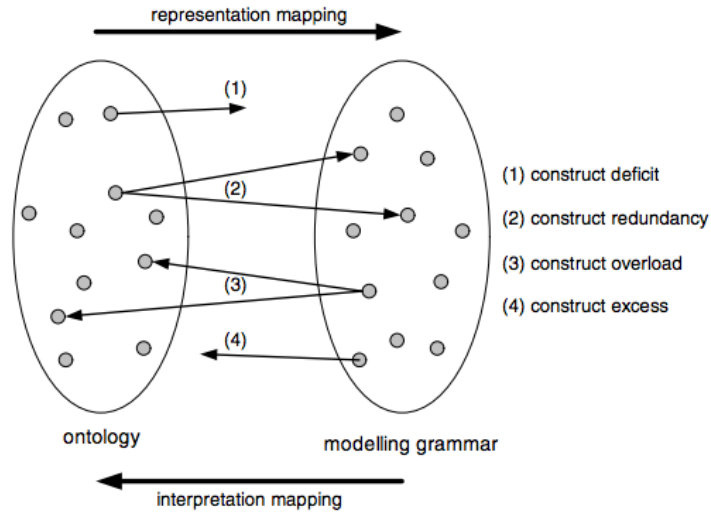 representation mapping
(1)
(2)
(3)
(4)
(1) construct deficit
(2) construct redundancy
(3) construct overload
(4) construct excess
ontology
modelling grammar
interpretation mapping